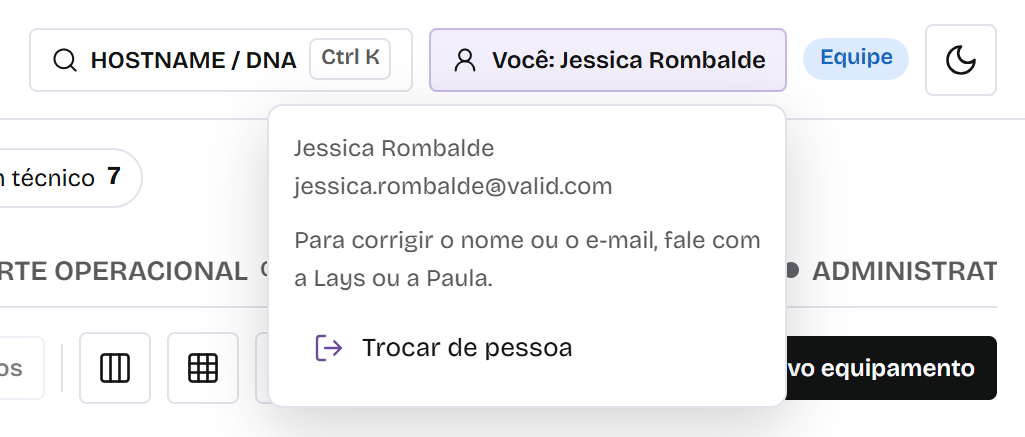 HOSTNAME / DNA Ctrl K Você: Jessica Rombalde Equipe
Jessica Rombalde
n técnico 7
jessica.rombalde@valid.com
Para corrigir o nome ou o e-mail, fale com
RTE OPERACIONAL ADMINISTRAT
a Lays ou a Paula.
Trocar de pessoa
os vo equipamento